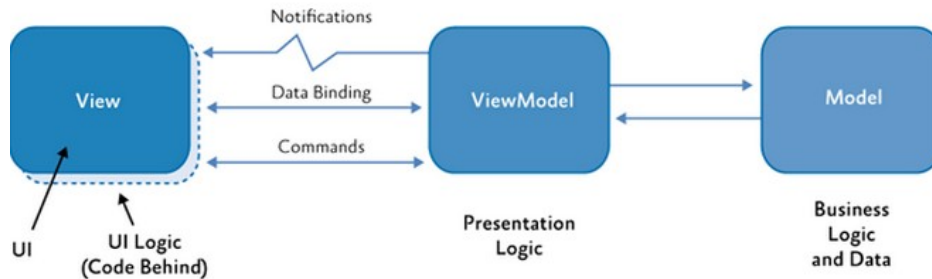 Notifications
View
Data Binding
ViewModel
Model
Commands
UI
UI Logic
(Code Behind)
Presentation
Logic
Business
Logic
and Data